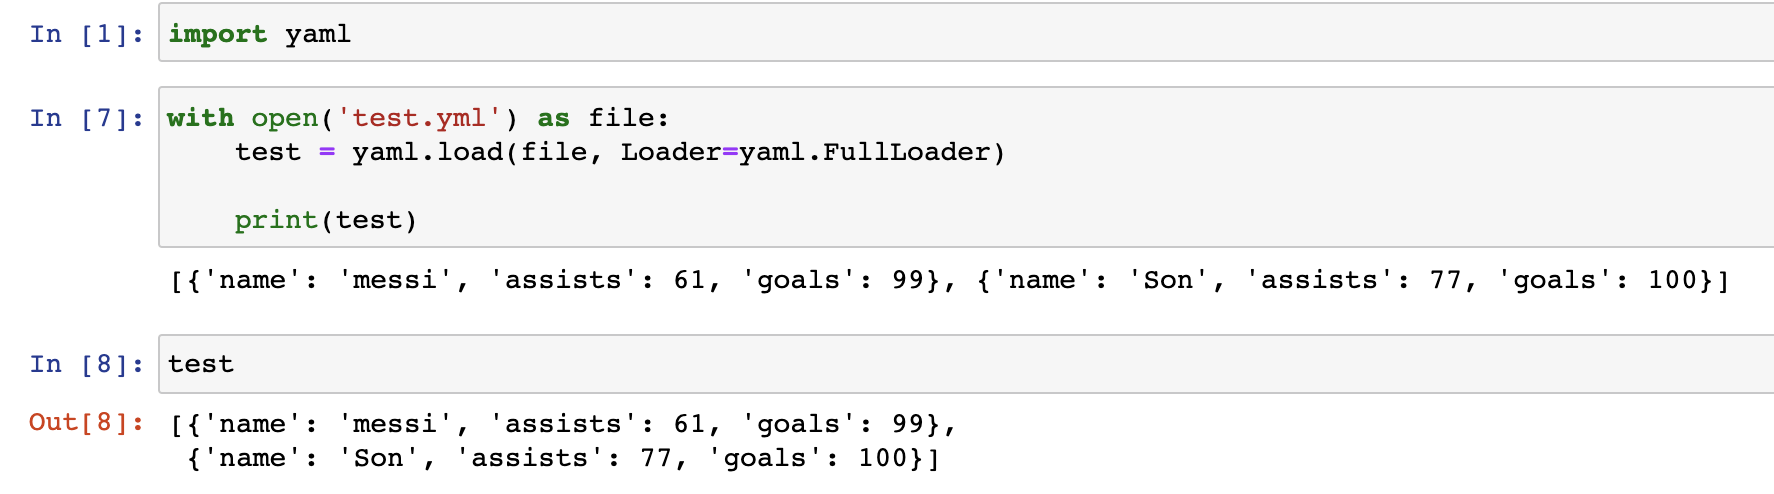 In [1]: import yaml
In [7]: with open('test.yml') as file:
    test = yaml.load(file, Loader=yaml.FullLoader)
    print(test)
[{'name': 'messi', 'assists': 61, 'goals': 99}, {'name': 'Son', 'assists': 77, 'goals': 100}]
In [8]: test
Out[8]: [{'name': 'messi', 'assists': 61, 'goals': 99},
 {'name': 'Son', 'assists': 77, 'goals': 100}]